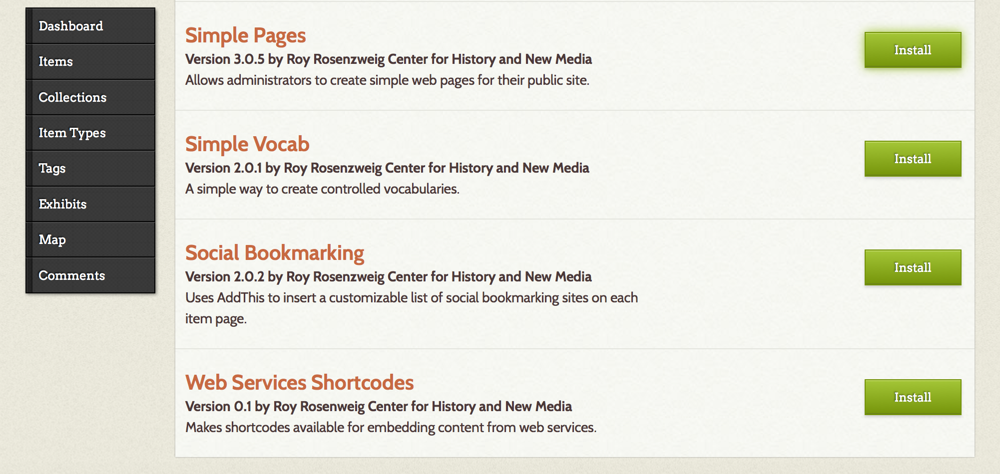 Dashboard
Items
Collections
Item Types
Tags
Exhibits
Map
Comments
Simple Pages
Version 3.0.5 by Roy Rosenzweig Center for History and New Media
Allows administrators to create simple web pages for their public site.
Install
Simple Vocab
Version 2.0.1 by Roy Rosenzweig Center for History and New Media
A simple way to create controlled vocabularies.
Install
Social Bookmarking
Version 2.0.2 by Roy Rosenzweig Center for History and New Media
Uses AddThis to insert a customizable list of social bookmarking sites on each
item page.
Install
Web Services Shortcodes
Version 0.1 by Roy Rosenweig Center for History and New Media
Makes shortcodes available for embedding content from web services.
Install